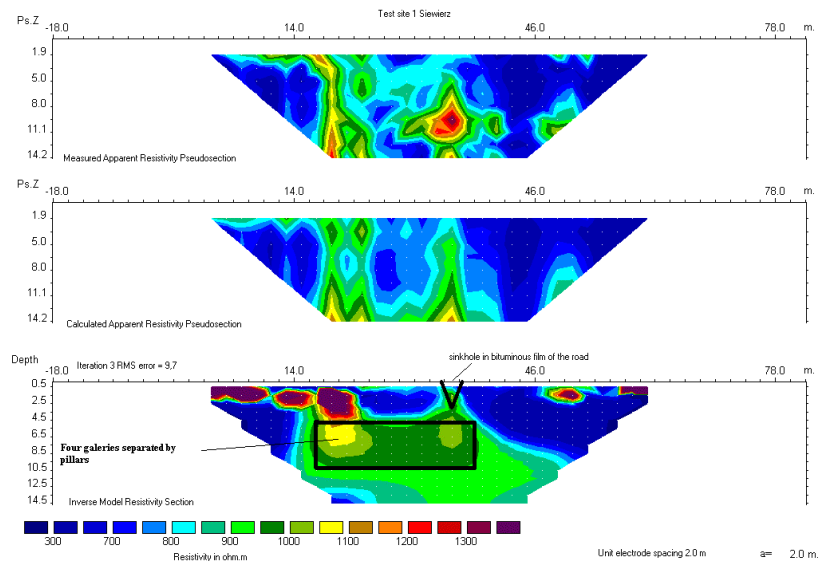 Test site 1 Siewierz
Ps.Z -18.0 14.0 46.0 78.0 m.
1.9
5.0
8.0
11.1
14.2
Measured Apparent Resistivity Pseudosection
Ps.Z -18.0 14.0 46.0 78.0 m.
1.9
5.0
8.0
11.1
14.2
Calculated Apparent Resistivity Pseudosection
sinkhole in bituminous film of the road
Depth -18.0 14.0 46.0 78.0 m.
Iteration 3 RMS error = 9,7
0.5
2.5
4.5
6.5
8.5
10.5
12.5
14.5
Four galeries separated by
pillars
Inverse Model Resistivity Section
300 700 800 900 1000 1100 1200 1300
Resistivity in ohm.m
Unit electrode spacing 2.0 m a= 2.0 m.